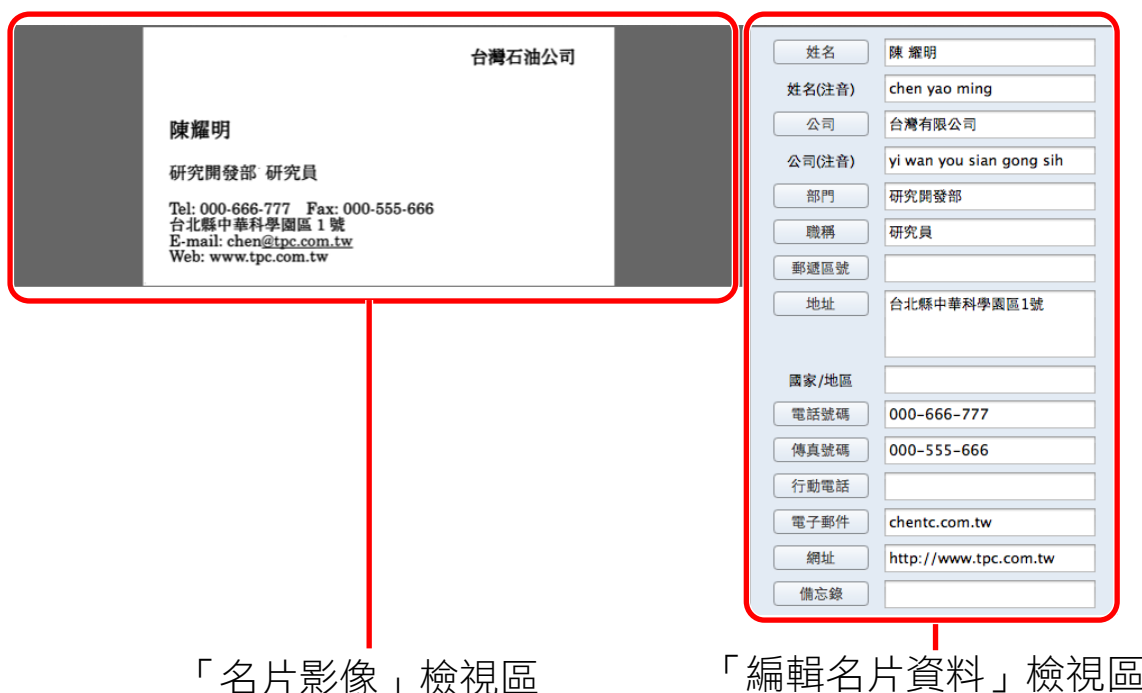 台灣石油公司
陳耀明
研究開發部 研究員
Tel: 000-666-777 Fax: 000-555-666
台北縣中華科學園區 1 號
E-mail: chen@tpc.com.tw
Web: www.tpc.com.tw
姓名 陳 耀明
姓名(注音) chen yao ming
公司 台灣有限公司
公司(注音) yi wan you sian gong sih
部門 研究開發部
職稱 研究員
郵遞區號
地址 台北縣中華科學園區1號
國家/地區
電話號碼 000-666-777
傳真號碼 000-555-666
行動電話
電子郵件 chentc.com.tw
網址 http://www.tpc.com.tw
備忘錄
「名片影像」檢視區
「編輯名片資料」檢視區